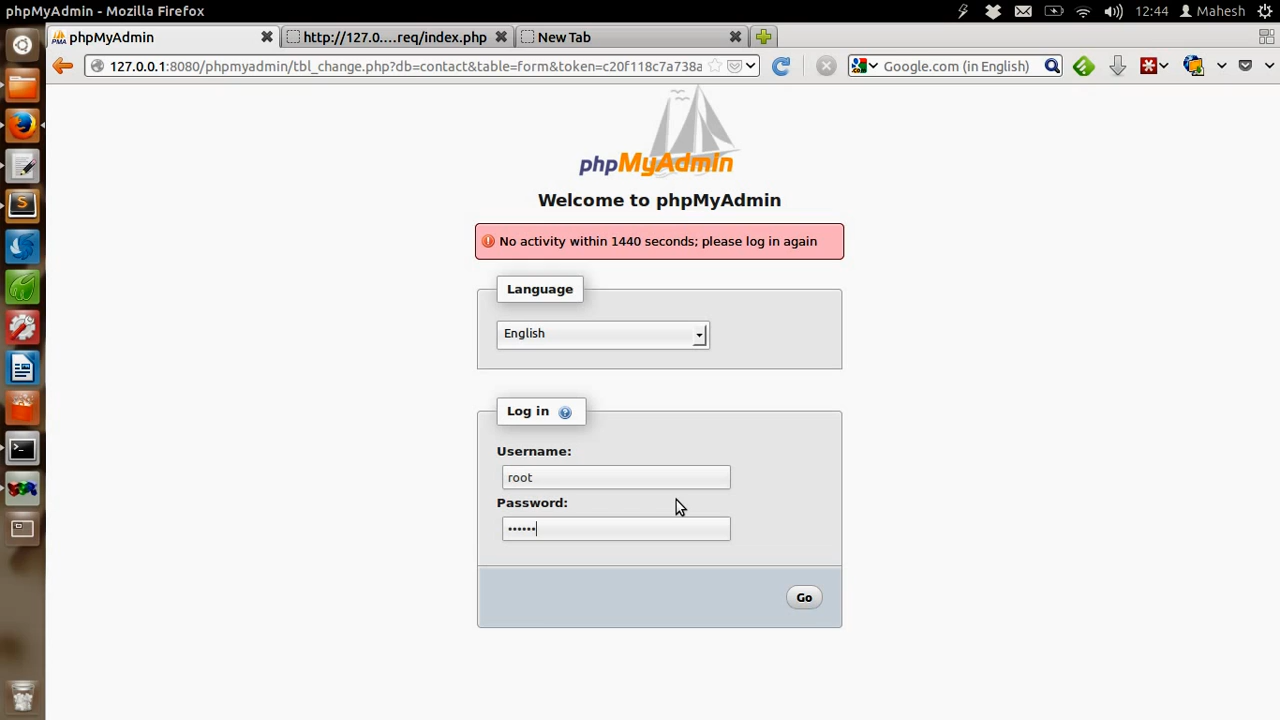 phpMyAdmin - Mozilla Firefox
12:44
Mahesh
PMA phpMyAdmin
http://127.0....req/index.php
New Tab
127.0.0.1:8080/phpmyadmin/tbl_change.php?db=contact&table=form&token=c20f118c7a738a
Google.com (in English)
phpMyAdmin
Welcome to phpMyAdmin
No activity within 1440 seconds; please log in again
Language
English
Log in
Username:
root
Password:
••••••
Go